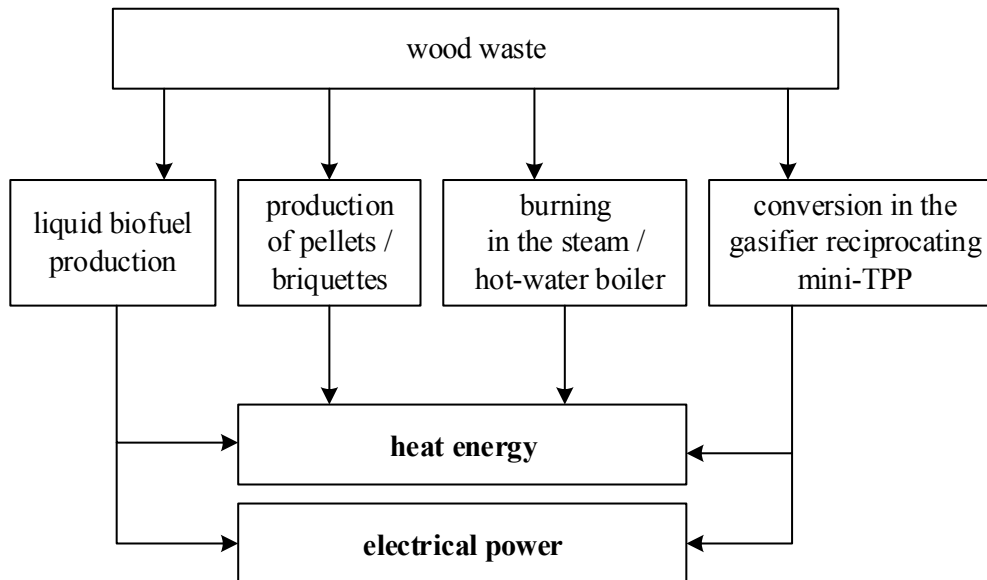 wood waste
liquid biofuel
production
production
of pellets /
briquettes
burning
in the steam /
hot-water boiler
conversion in the
gasifier reciprocating
mini-TPP
heat energy
electrical power